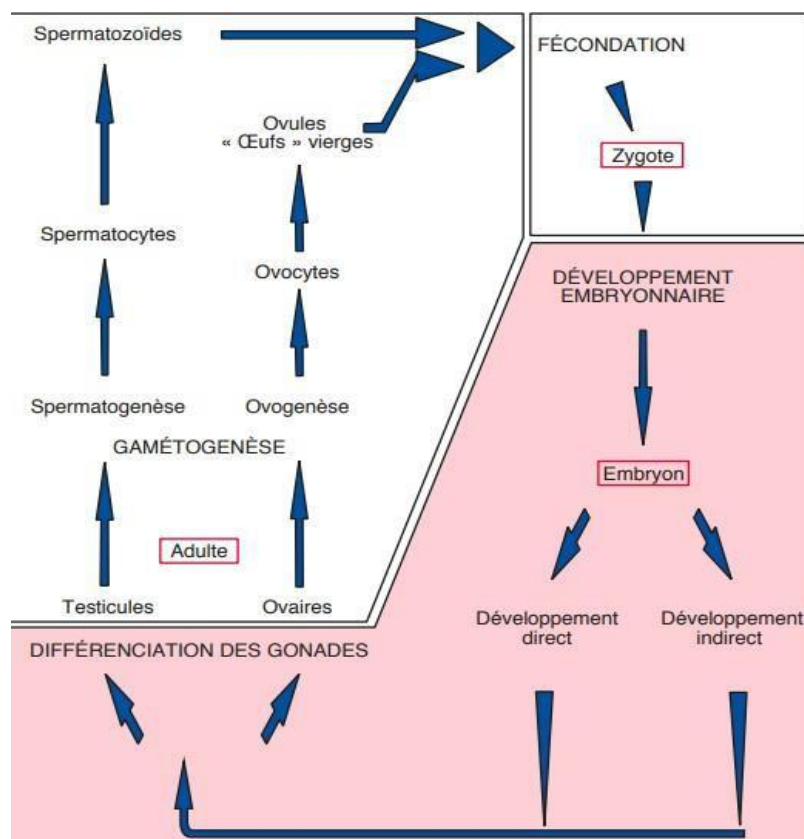 Spermatozoïdes
FÉCONDATION
Ovules
« Œufs » vierges
Zygote
Spermatocytes
Ovocytes
DÉVELOPPEMENT
EMBRYONNAIRE
Spermatogenèse
Ovogenèse
GAMÉTOGENÈSE
Embryon
Adulte
Testicules
Ovaires
Développement
direct
Développement
indirect
DIFFÉRENCIATION DES GONADES